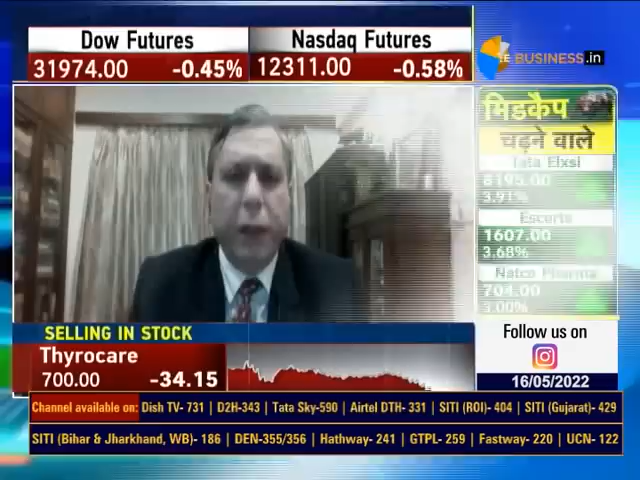 Dow Futures
31974.00 -0.45%
Nasdaq Futures
12311.00 -0.58%
BUSINESS.in
मिडकैप
चढ़ने वाले
Tata Elxsi
8195.00
3.91%
Escorts
1607.00
3.68%
Natco Pharma
704.00
3.00%
SELLING IN STOCK
Thyrocare
700.00 -34.15
Follow us on
16/05/2022
Channel available on: Dish TV- 731 | D2H-343 | Tata Sky-590 | Airtel DTH- 331 | SITI (ROI)- 404 | SITI (Gujarat)- 429
SITI (Bihar & Jharkhand, WB)- 186 | DEN-355/356 | Hathway- 241 | GTPL- 259 | Fastway- 220 | UCN- 122